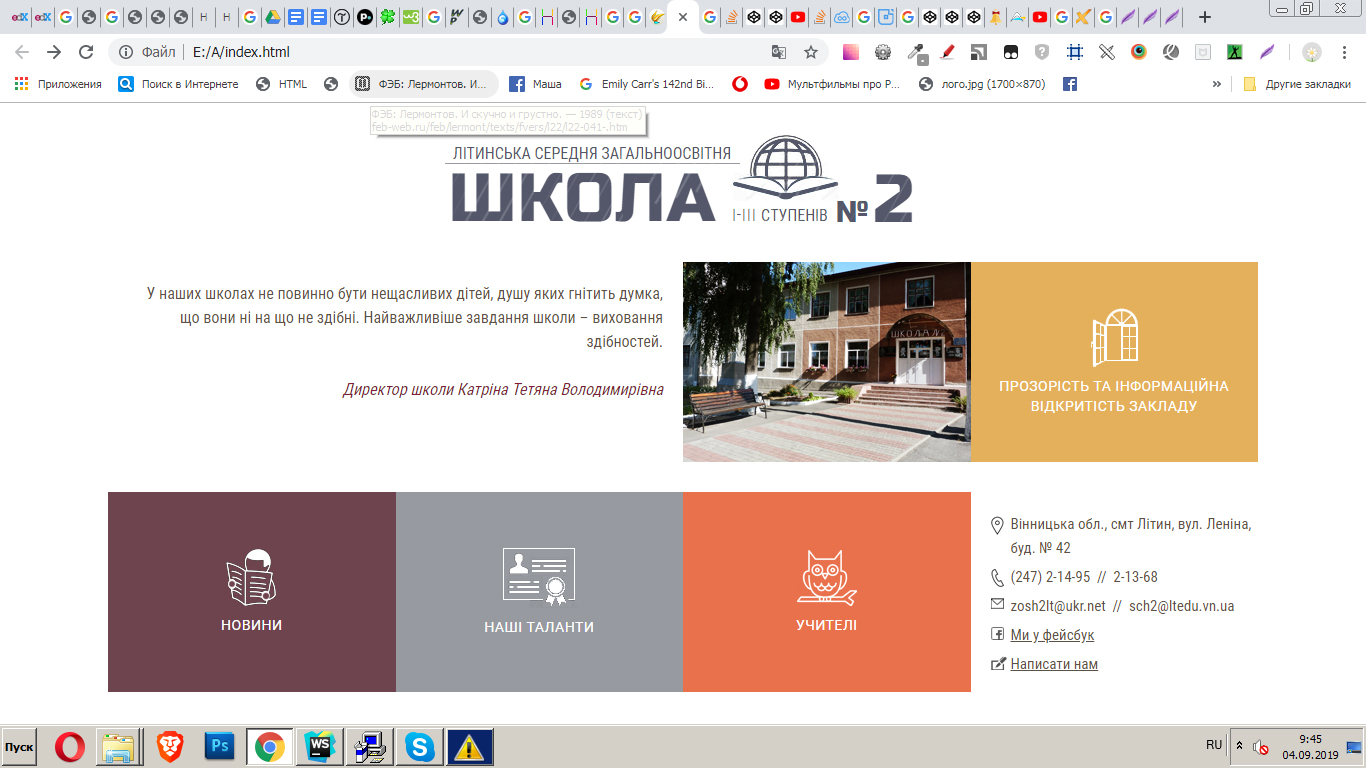 Файл
E:/A/index.html
Приложения
Поиск в Интернете
HTML
ФЭБ: Лермонтов. И...
Маша
Emily Carr's 142nd Bi...
Мультфильмы про Р...
лого.jpg (1700×870)
»
Другие закладки
ФЭБ: Лермонтов. И скучно и грустно. — 1989 (текст)
feb-web.ru/feb/lermont/texts/fvers/l22/l22-041-.htm
ЛІТИНСЬКА СЕРЕДНЯ ЗАГАЛЬНООСВІТНЯ
ШКОЛА
І-ІІІ СТУПЕНІВ
№2
У наших школах не повинно бути нещасливих дітей, душу яких гнітить думка,
що вони ні на що не здібні. Найважливіше завдання школи – виховання
здібностей.
Директор школи Катріна Тетяна Володимирівна
ШКОЛА №2
ПРОЗОРІСТЬ ТА ІНФОРМАЦІЙНА
ВІДКРИТІСТЬ ЗАКЛАДУ
НОВИНИ
НАШІ ТАЛАНТИ
УЧИТЕЛІ
Вінницька обл., смт Літин, вул. Леніна,
буд. № 42
(247) 2-14-95 // 2-13-68
zosh2lt@ukr.net // sch2@ltedu.vn.ua
Ми у фейсбук
Написати нам
Пуск
Ps
WS
RU
9:45
04.09.2019